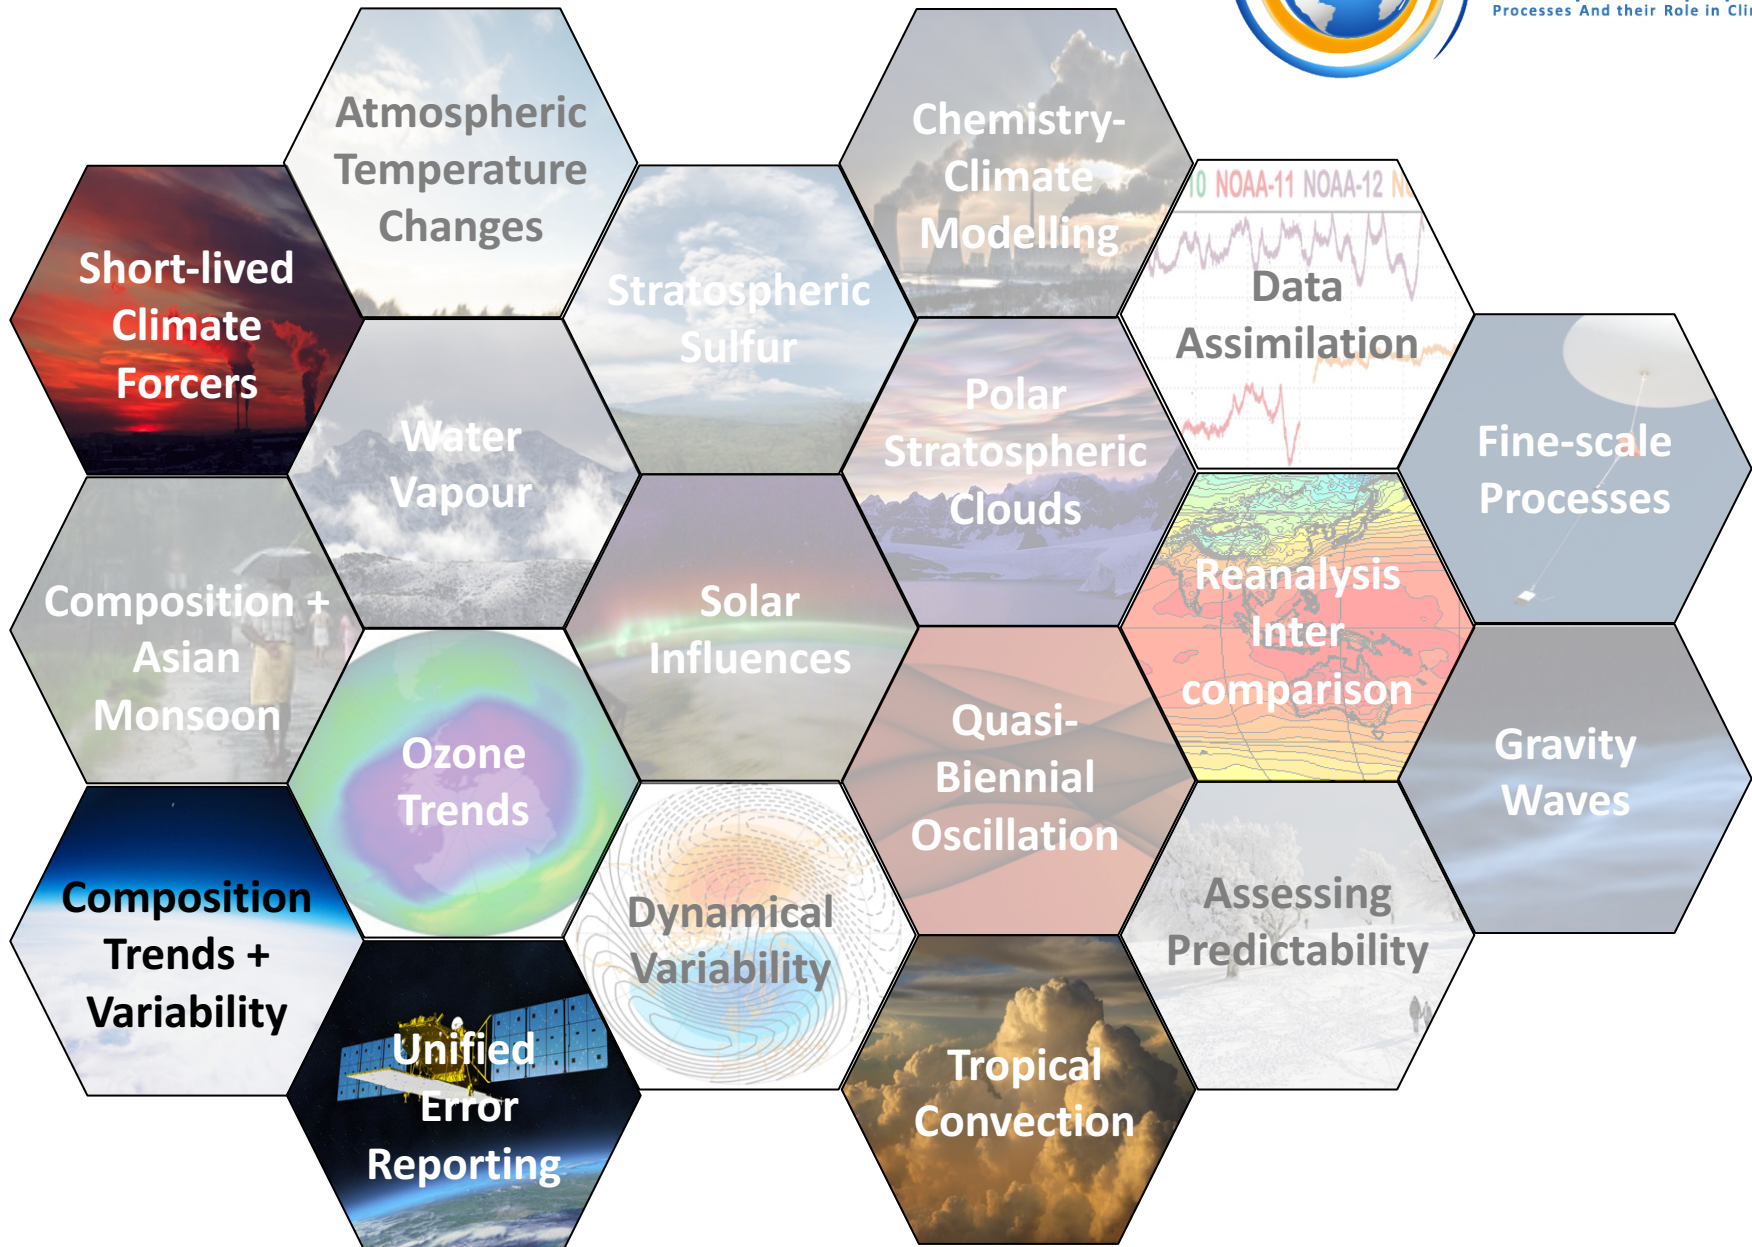 Processes And their Role in Cli
Atmospheric
Temperature
Changes
Chemistry-
Climate
Modelling
10 NOAA-11 NOAA-12
Short-lived
Climate
Forcers
Stratospheric
Sulfur
Data
Assimilation
Water
Vapour
Polar
Stratospheric
Clouds
Fine-scale
Processes
Composition +
Asian
Monsoon
Solar
Influences
Reanalysis
Inter
comparison
Ozone
Trends
Quasi-
Biennial
Oscillation
Gravity
Waves
Composition
Trends +
Variability
Dynamical
Variability
Assessing
Predictability
Unified
Error
Reporting
Tropical
Convection